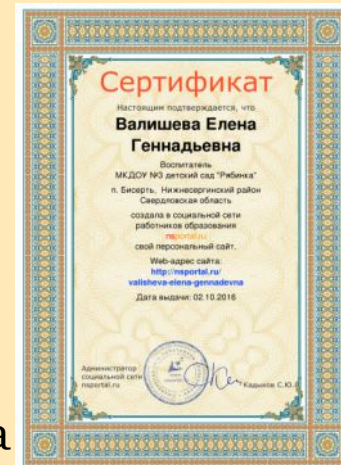 Сертификат
Настоящим подтверждается, что
Валишева Елена
Геннадьевна
Воспитатель
МКДОУ №3 детский сад "Рябинка"
п. Бисерть, Нижнесергинский район
Свердловская область
создала в социальной сети
работников образования
nsportal.ru
свой персональный сайт.
Web-адрес сайта:
http://nsportal.ru/
valisheva-elena-gennadevna
Дата выдачи: 02.10.2016
Администратор
социальной сети
nsportal.ru
Кадыков С.Ю.
а